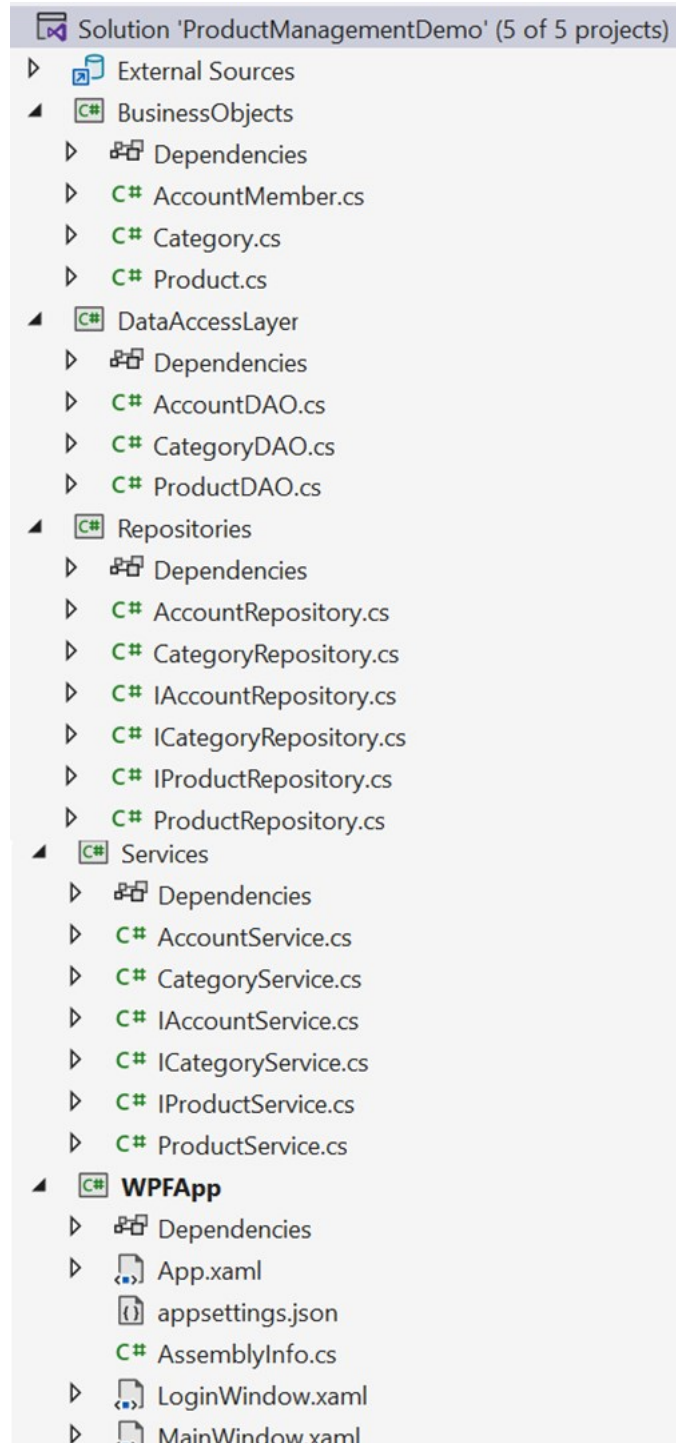 Solution 'ProductManagementDemo' (5 of 5 projects)
External Sources
C# BusinessObjects
Dependencies
C# AccountMember.cs
C# Category.cs
C# Product.cs
C# DataAccessLayer
Dependencies
C# AccountDAO.cs
C# CategoryDAO.cs
C# ProductDAO.cs
C# Repositories
Dependencies
C# AccountRepository.cs
C# CategoryRepository.cs
C# IAccountRepository.cs
C# ICategoryRepository.cs
C# IProductRepository.cs
C# ProductRepository.cs
C# Services
Dependencies
C# AccountService.cs
C# CategoryService.cs
C# IAccountService.cs
C# ICategoryService.cs
C# IProductService.cs
C# ProductService.cs
C# WPFApp
Dependencies
App.xaml
appsettings.json
C# AssemblyInfo.cs
LoginWindow.xaml
MainWindow.xaml